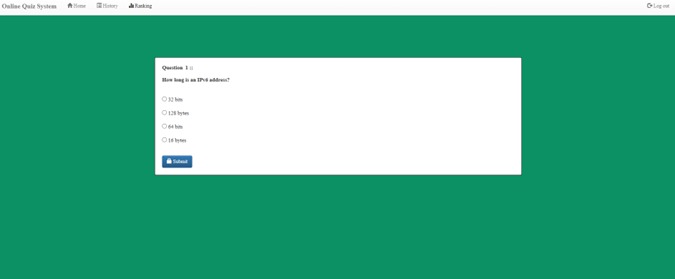 Online Quiz System Home History Ranking Log out
Question 1 ::
How long is an IPv6 address?
32 bits
128 bytes
64 bits
16 bytes
Submit